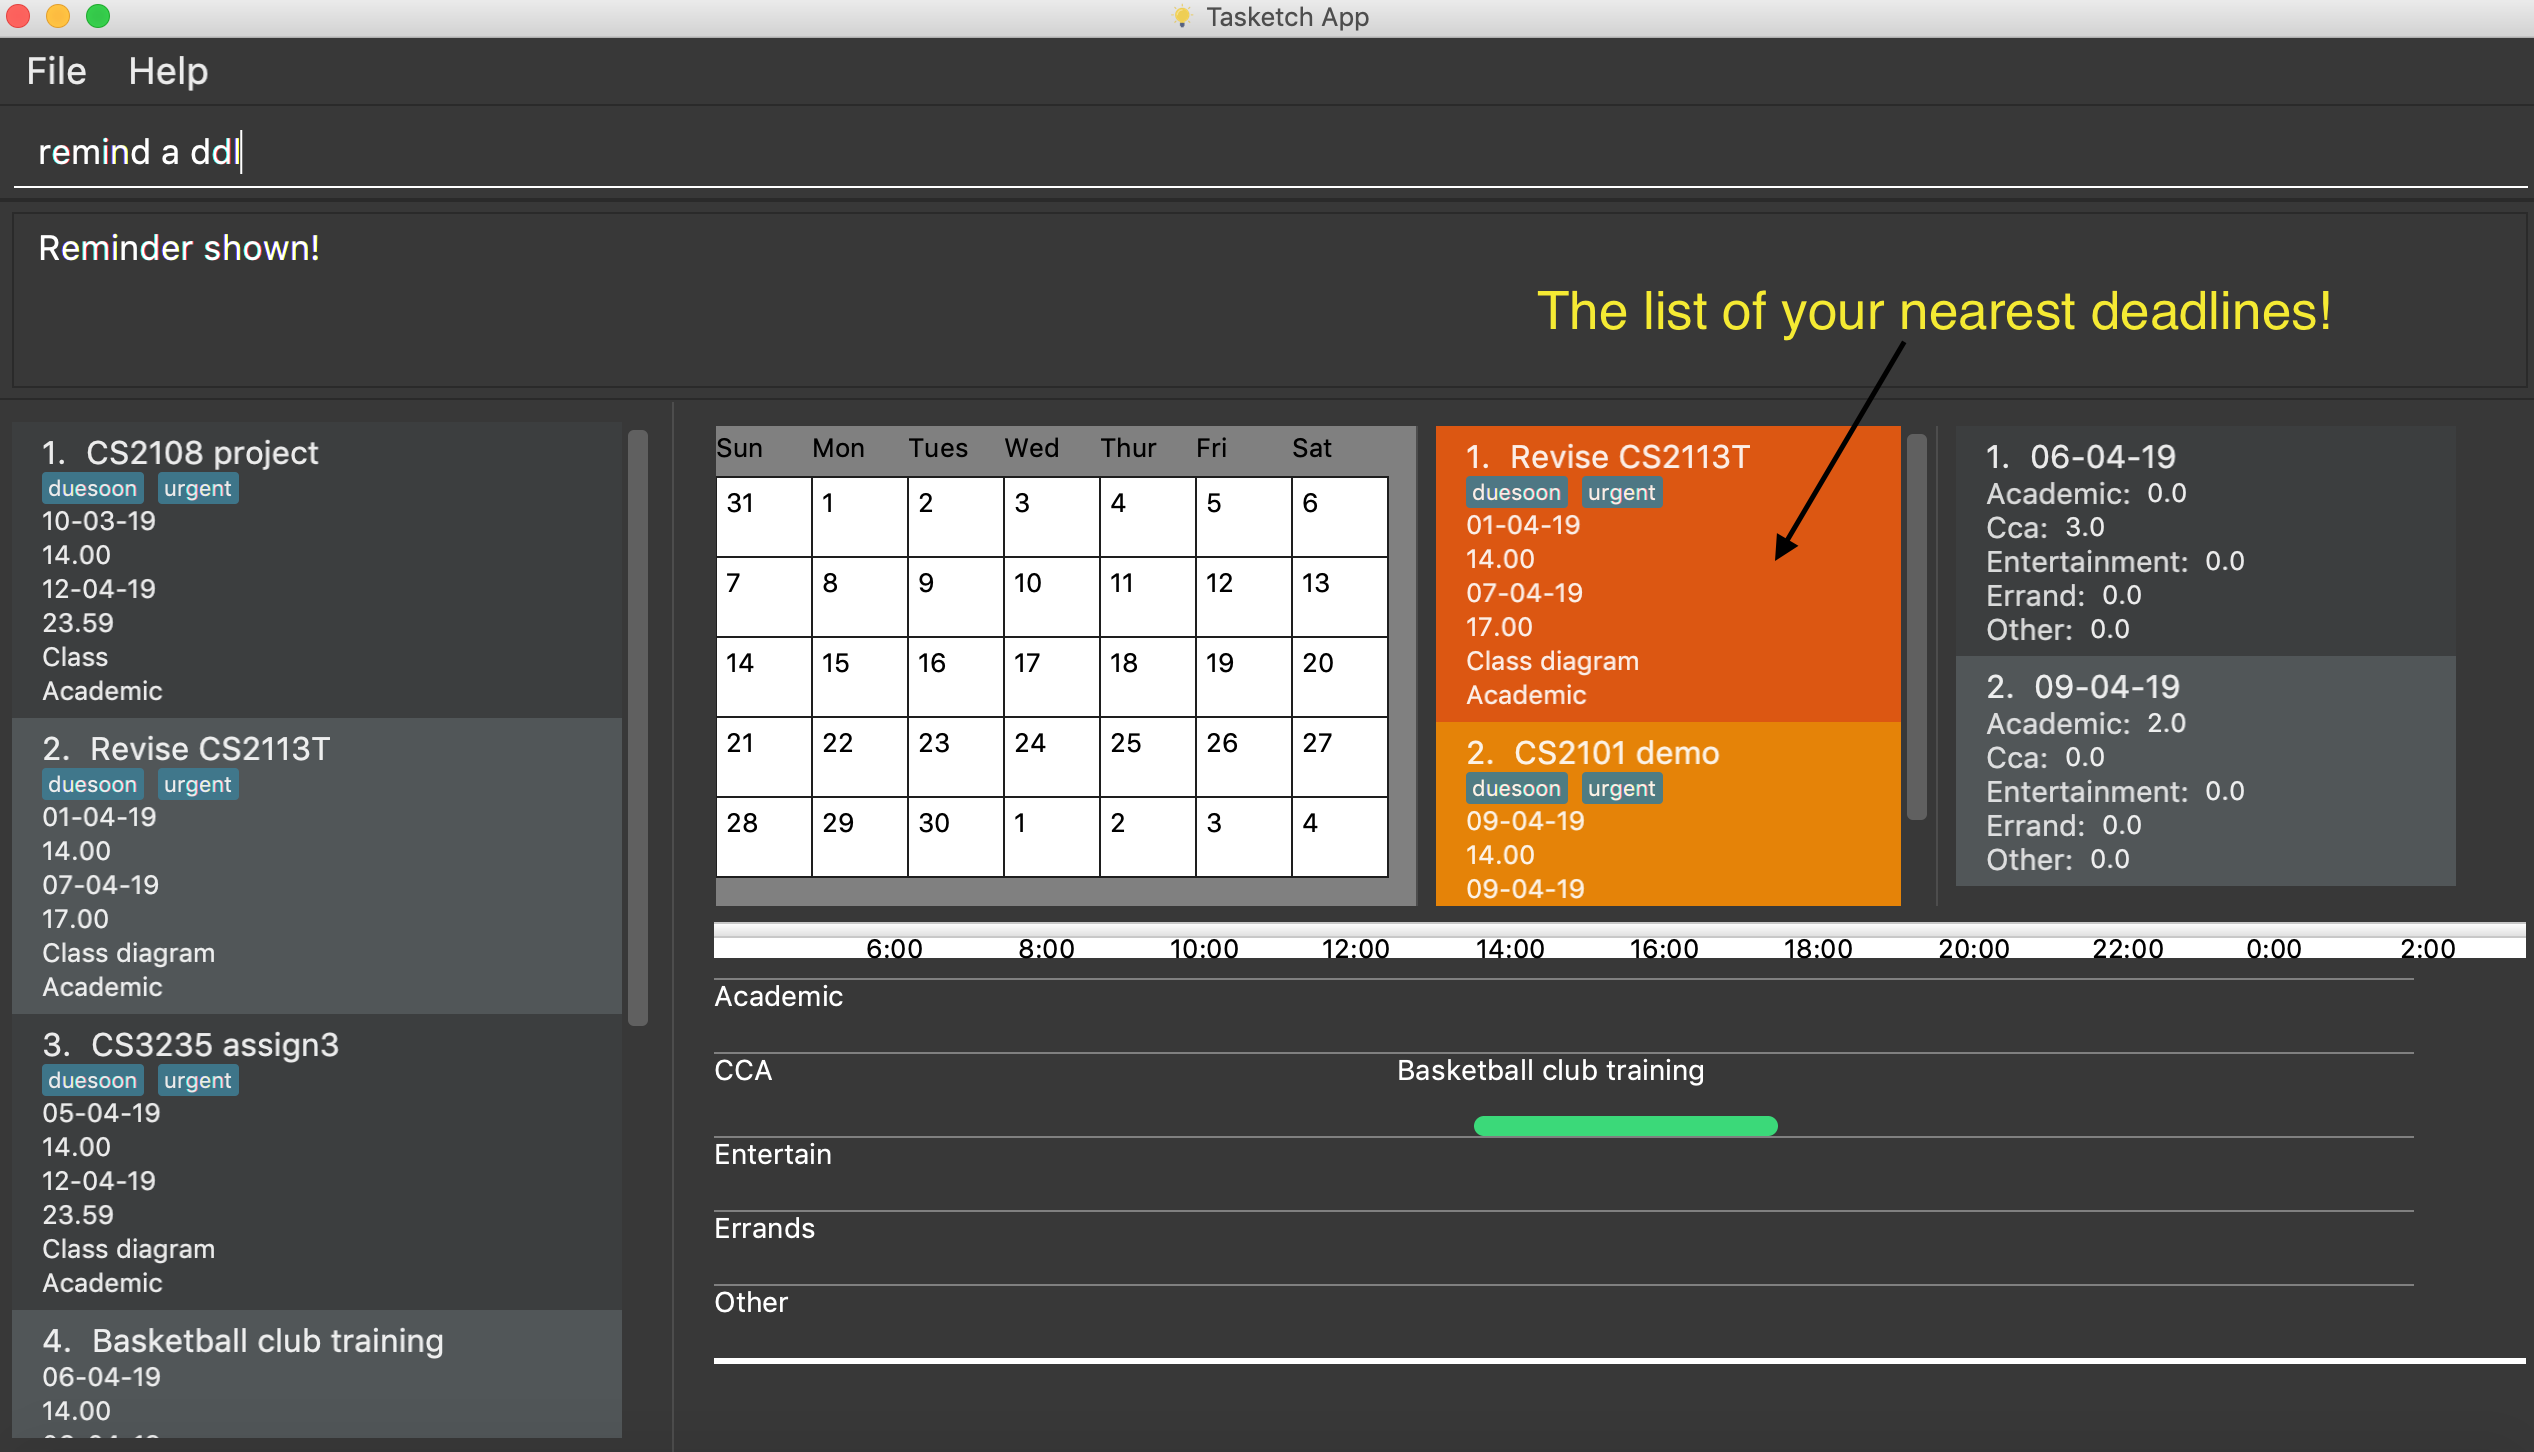 Tasketch App
File Help
remind a ddl
Reminder shown!
The list of your nearest deadlines!
1. CS2108 project
duesoon urgent
10-03-19
14.00
12-04-19
23.59
Class
Academic
2. Revise CS2113T
duesoon urgent
01-04-19
14.00
07-04-19
17.00
Class diagram
Academic
3. CS3235 assign3
duesoon urgent
05-04-19
14.00
12-04-19
23.59
Class diagram
Academic
4. Basketball club training
06-04-19
14.00
Sun Mon Tues Wed Thur Fri Sat
31 1 2 3 4 5 6
7 8 9 10 11 12 13
14 15 16 17 18 19 20
21 22 23 24 25 26 27
28 29 30 1 2 3 4
1. Revise CS2113T
duesoon urgent
01-04-19
14.00
07-04-19
17.00
Class diagram
Academic
2. CS2101 demo
duesoon urgent
09-04-19
14.00
09-04-19
1. 06-04-19
Academic: 0.0
Cca: 3.0
Entertainment: 0.0
Errand: 0.0
Other: 0.0
2. 09-04-19
Academic: 2.0
Cca: 0.0
Entertainment: 0.0
Errand: 0.0
Other: 0.0
6:00 8:00 10:00 12:00 14:00 16:00 18:00 20:00 22:00 0:00 2:00
Academic
CCA Basketball club training
Entertain
Errands
Other